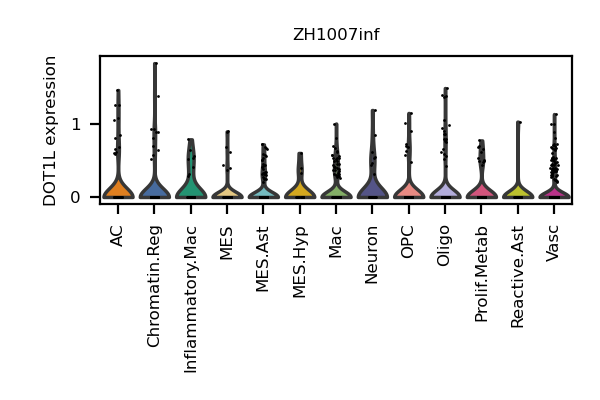 ZH1007inf
DOT1L expression
1
0
AC
Chromatin.Reg
Inflammatory.Mac
MES
MES.Ast
MES.Hyp
Mac
Neuron
OPC
Oligo
Prolif.Metab
Reactive.Ast
Vasc